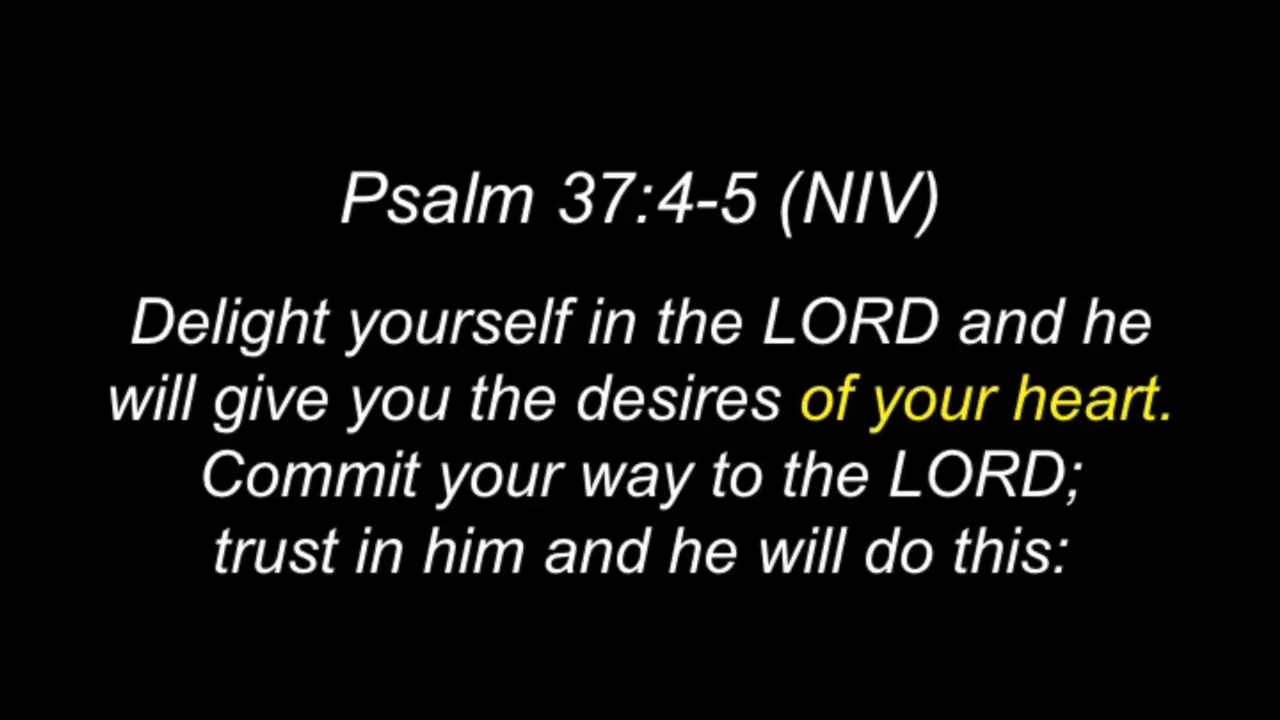 Psalm 37:4-5 (NIV)
Delight yourself in the LORD and he
will give you the desires of your heart.
Commit your way to the LORD;
trust in him and he will do this: